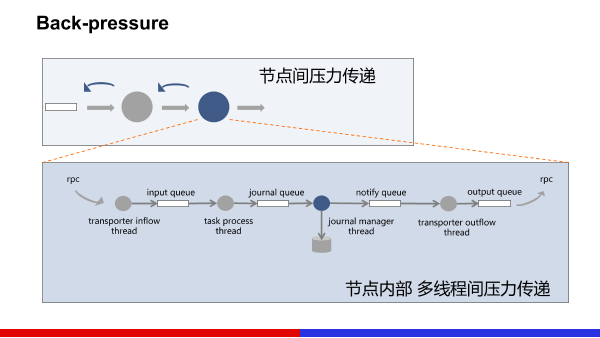 Back-pressure
节点间压力传递
rpc
rpc
input queue
journal queue
notify queue
output queue
transporter inflow
thread
task process
thread
journal manager
thread
transporter outflow
thread
节点内部 多线程间压力传递